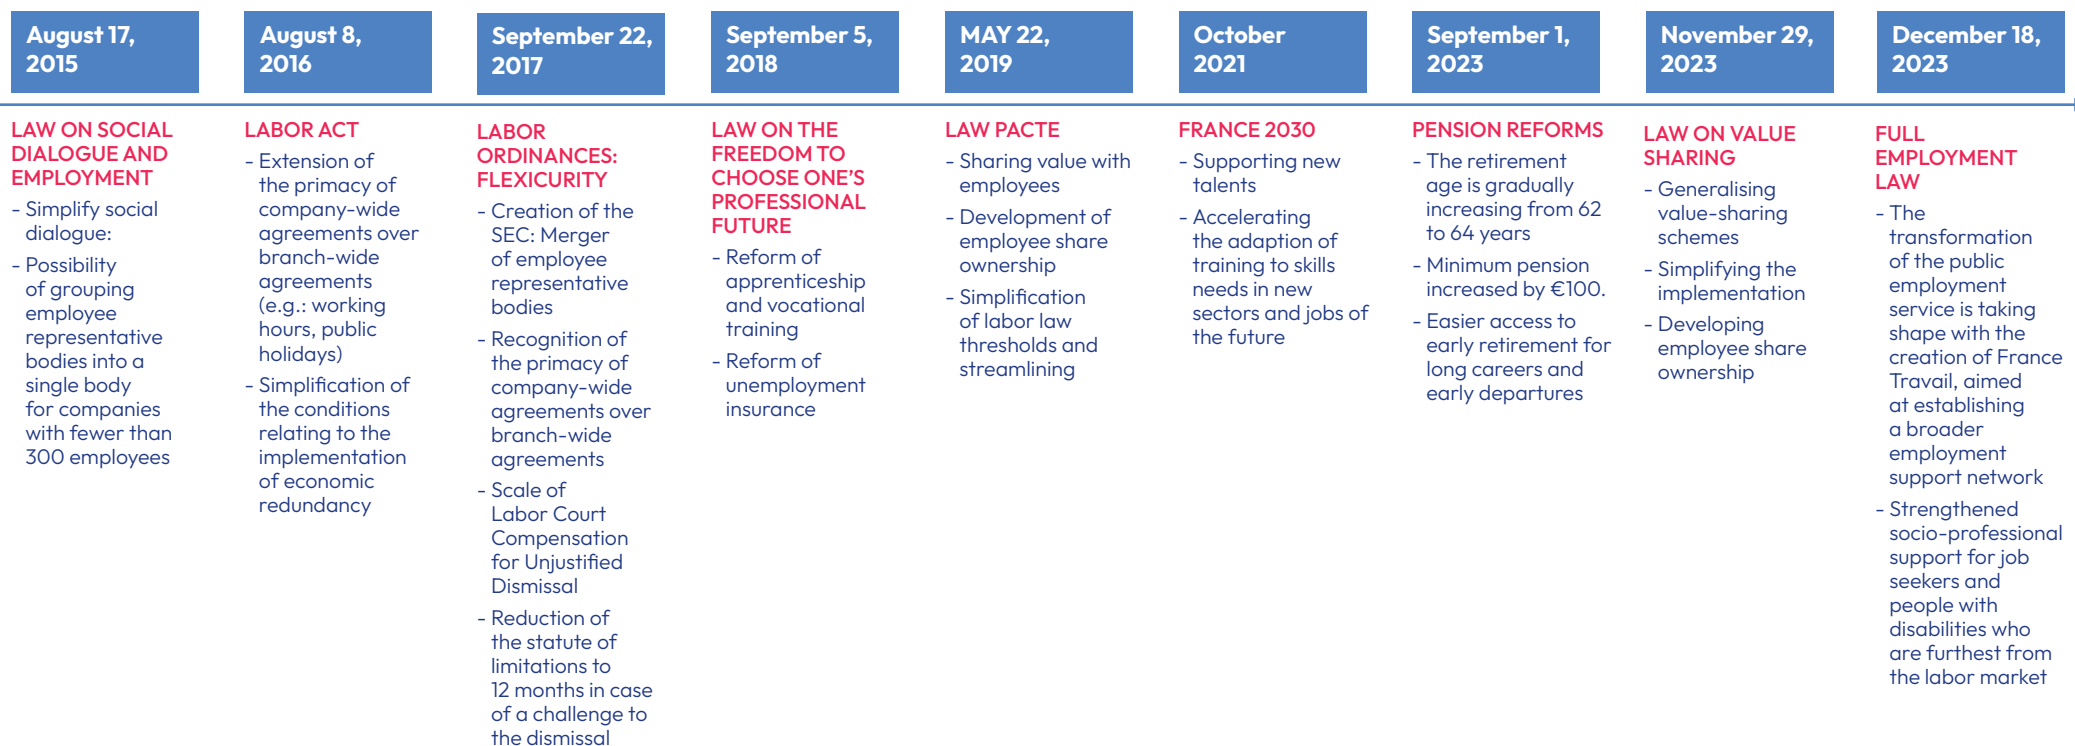 August 17,
2015
LAW ON SOCIAL
DIALOGUE AND
EMPLOYMENT
- Simplify social
dialogue:
- Possibility
of grouping
employee
representative
bodies into a
single body
for companies
with fewer than
300 employees
August 8,
2016
LABOR ACT
- Extension of
the primacy of
company-wide
agreements over
branch-wide
agreements
(e.g.: working
hours, public
holidays)
- Simplification of
the conditions
relating to the
implementation
of economic
redundancy
September 22,
2017
LABOR
ORDINANCES:
FLEXICURITY
- Creation of the
SEC: Merger
of employee
representative
bodies
- Recognition of
the primacy of
company-wide
agreements over
branch-wide
agreements
- Scale of
Labor Court
Compensation
for Unjustified
Dismissal
- Reduction of
the statute of
limitations to
12 months in case
of a challenge to
the dismissal
September 5,
2018
LAW ON THE
FREEDOM TO
CHOOSE ONE'S
PROFESSIONAL
FUTURE
- Reform of
apprenticeship
and vocational
training
- Reform of
unemployment
insurance
MAY 22,
2019
LAW PACTE
- Sharing value with
employees
- Development of
employee share
ownership
- Simplification
of labor law
thresholds and
streamlining
October
2021
FRANCE 2030
- Supporting new
talents
- Accelerating
the adaption of
training to skills
needs in new
sectors and jobs of
the future
September 1,
2023
PENSION REFORMS
- The retirement
age is gradually
increasing from 62
to 64 years
- Minimum pension
increased by €100.
- Easier access to
early retirement for
long careers and
early departures
November 29,
2023
LAW ON VALUE
SHARING
- Generalising
value-sharing
schemes
- Simplifying the
implementation
- Developing
employee share
ownership
December 18,
2023
FULL
EMPLOYMENT
LAW
- The
transformation
of the public
employment
service is taking
shape with the
creation of France
Travail, aimed
at establishing
a broader
employment
support network
- Strengthened
socio-professional
support for job
seekers and
people with
disabilities who
are furthest from
the labor market